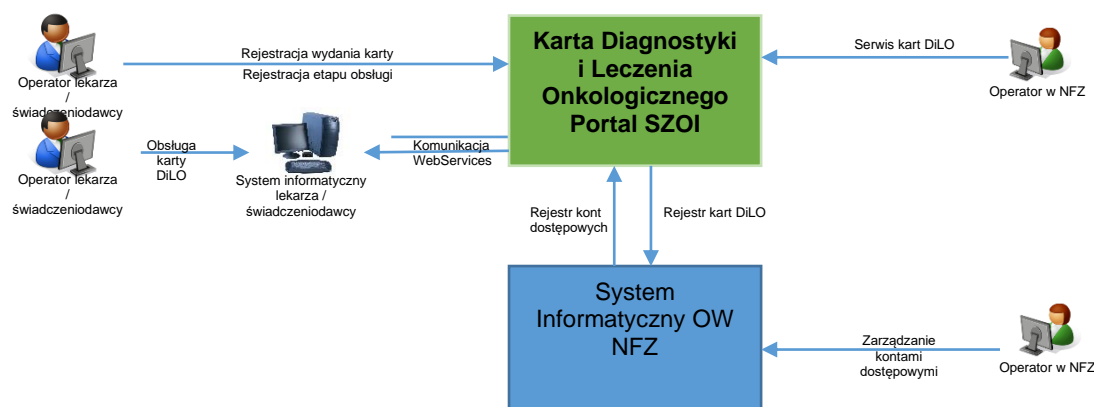 Rejestracja wydania karty
Rejestracja etapu obsługi
Operator lekarza
/
świadczeniodawcy
Karta Diagnostyki
i Leczenia
Onkologicznego
Portal SZOI
Serwis kart DiLO
Operator w NFZ
Operator lekarza
/
świadczeniodawcy
Obsługa
karty
DiLO
System informatyczny
lekarza /
świadczeniodawcy
Komunikacja
WebServices
Rejestr kont
dostępowych
Rejestr kart DiLO
System
Informatyczny OW
NFZ
Zarządzanie
kontami
dostępowymi
Operator w NFZ